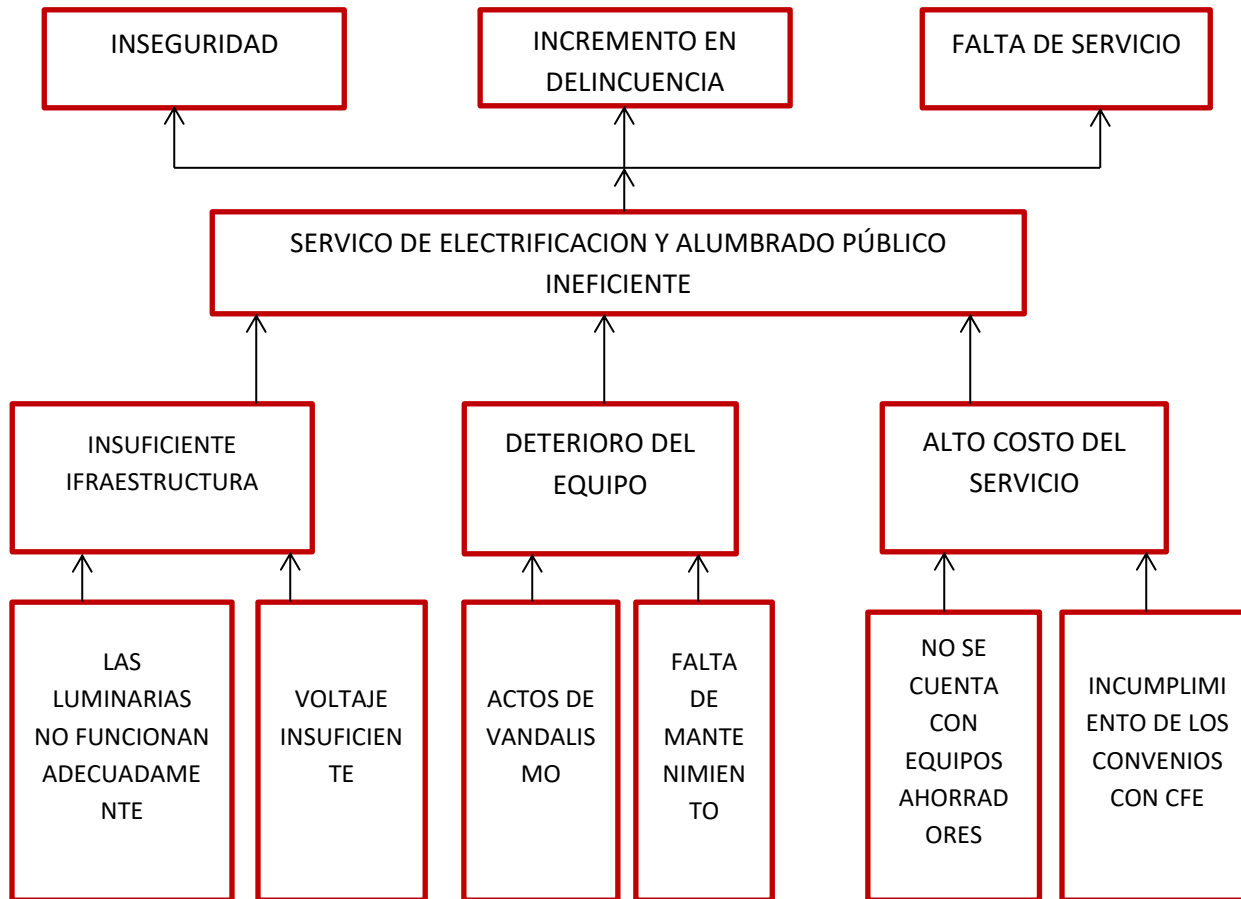 INSEGURIDAD
INCREMENTO EN
DELINCUENCIA
FALTA DE SERVICIO
SERVICO DE ELECTRIFICACION Y ALUMBRADO PÚBLICO
INEFICIENTE
INSUFICIENTE
IFRAESTRUCTURA
DETERIORO DEL
EQUIPO
ALTO COSTO DEL
SERVICIO
LAS
LUMINARIAS
NO FUNCIONAN
ADECUADAME
NTE
VOLTAJE
INSUFICIEN
TE
ACTOS DE
VANDALIS
MO
FALTA
DE
MANTE
NIMIEN
TO
NO SE
CUENTA
CON
EQUIPOS
AHORRAD
ORES
INCUMPLIMI
ENTO DE LOS
CONVENIOS
CON CFE